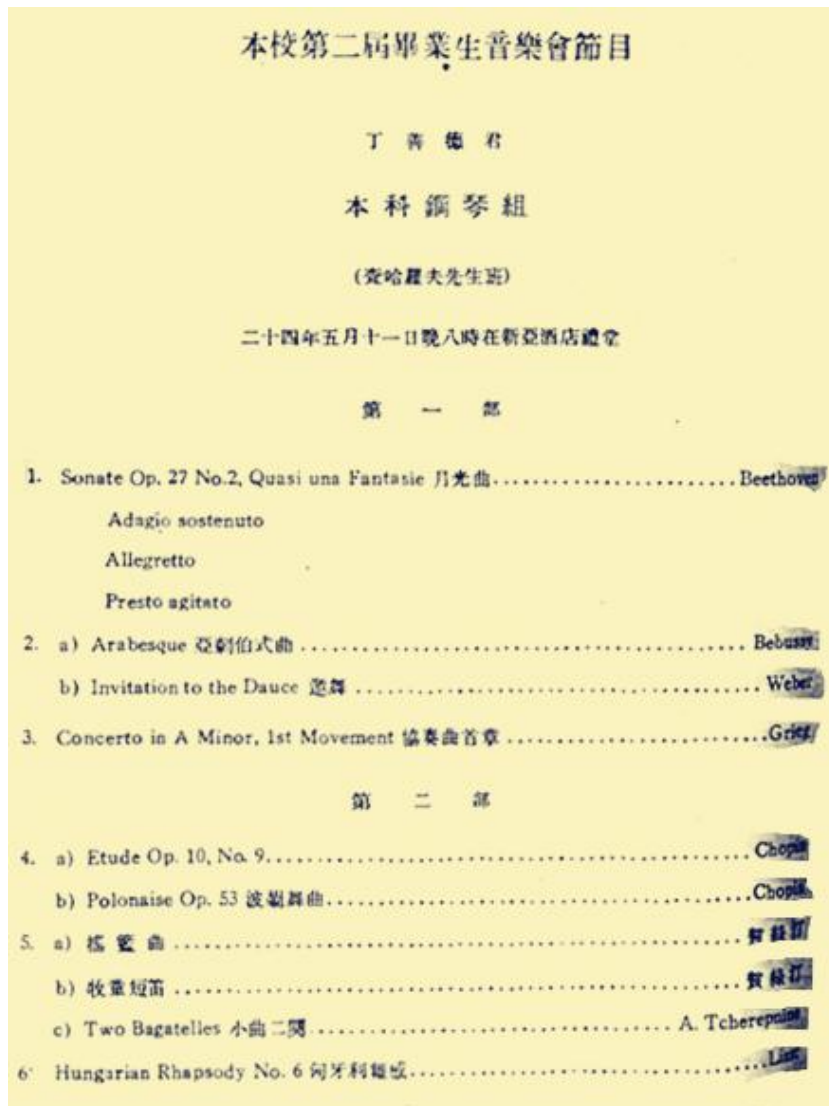 本校第二屆畢業生音樂會節目
丁善德君
本科鋼琴組
(查哈羅夫先生班)
二十四年五月十一日晚八時在新亞酒店禮堂
第一部
1. Sonate Op. 27 No.2, Quasi una Fantasie 月光曲........................Beethoven
Adagio sostenuto
Allegretto
Presto agitato
2. a) Arabesque 亞剌伯式曲 ............................................. Bebussy
b) Invitation to the Dauce 邀舞 ........................................... Weber
3. Concerto in A Minor, 1st Movement 協奏曲首章 ..........................Grieg
第二部
4. a) Etude Op. 10, No. 9................................................ Chopin
b) Polonaise Op. 53 波蘭舞曲..........................................Chopin
5. a) 搖籃曲 ........................................................ 賀綠汀
b) 牧童短笛 ...................................................... 賀綠汀
c) Two Bagatelles 小曲二闋 .................................... A. Tcherepnine
6 Hungarian Rhapsody No. 6 匈牙利.....................................Liszt